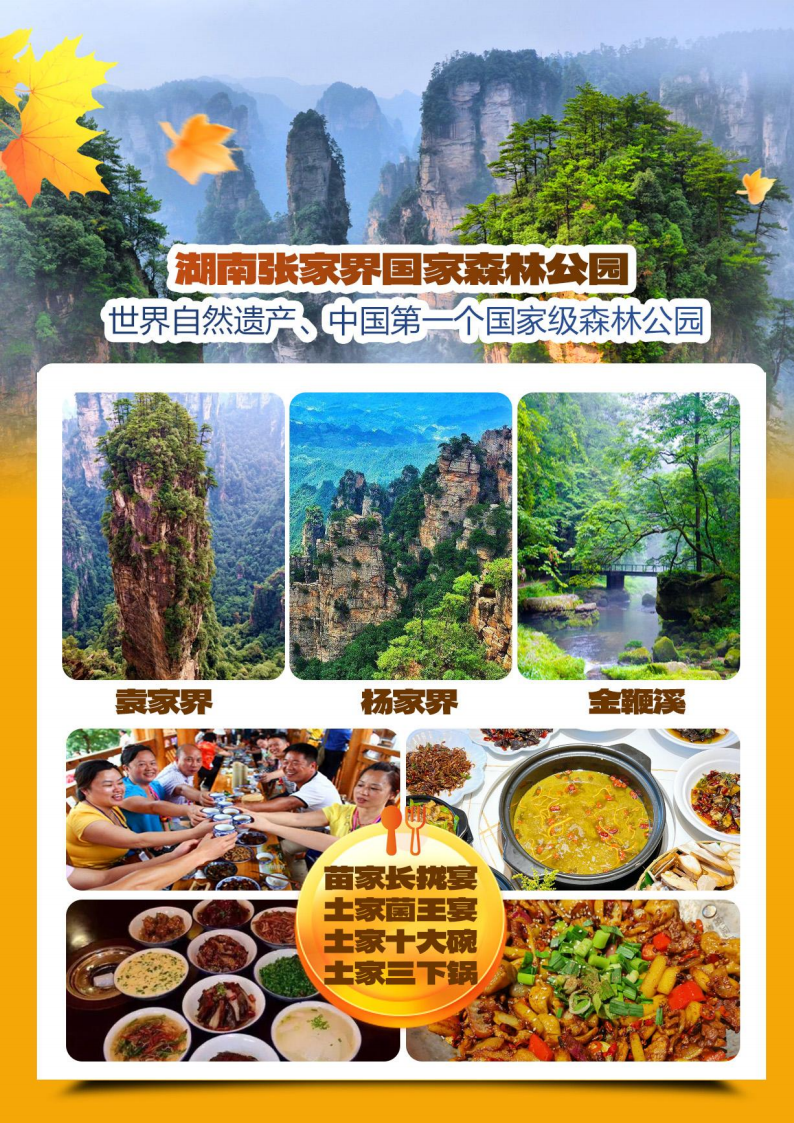 湖南张家界国家森林公园
世界自然遗产、中国第一个国家级森林公园
袁家界
杨家界
金鞭溪
苗家长拢宴
土家菌王宴
土家十大碗
土家三下锅